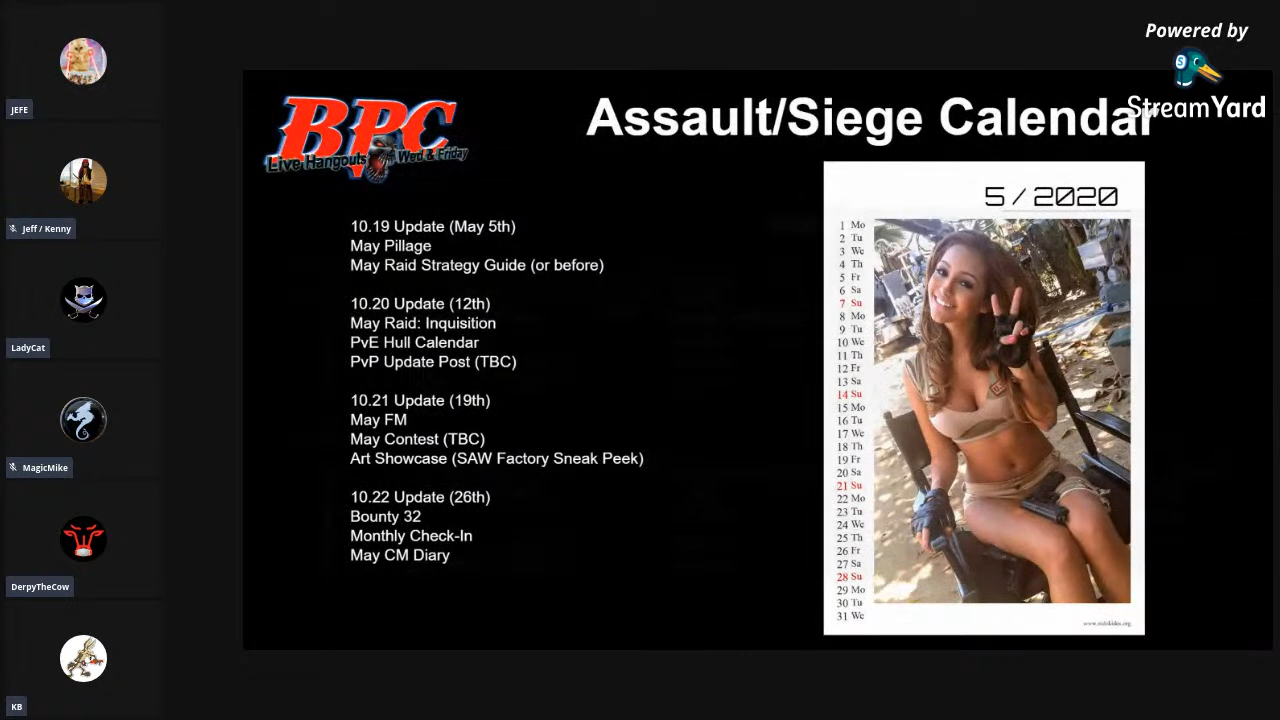 Powered by
StreamYard
JEFE
Jeff / Kenny
LadyCat
MagicMike
DerpyTheCow
KB
BPC
Live Hangouts Wed & Friday
Assault/Siege Calendar
10.19 Update (May 5th)
May Pillage
May Raid Strategy Guide (or before)
10.20 Update (12th)
May Raid: Inquisition
PvE Hull Calendar
PvP Update Post (TBC)
10.21 Update (19th)
May FM
May Contest (TBC)
Art Showcase (SAW Factory Sneak Peek)
10.22 Update (26th)
Bounty 32
Monthly Check-In
May CM Diary
5/2020
1 Mo
2 Tu
3 We
4 Th
5 Fr
6 Sa
7 Su
8 Mo
9 Tu
10 We
11 Th
12 Fr
13 Sa
14 Su
15 Mo
16 Tu
17 We
18 Th
19 Fr
20 Sa
21 Su
22 Mo
23 Tu
24 We
25 Th
26 Fr
27 Sa
28 Su
29 Mo
30 Tu
31 We